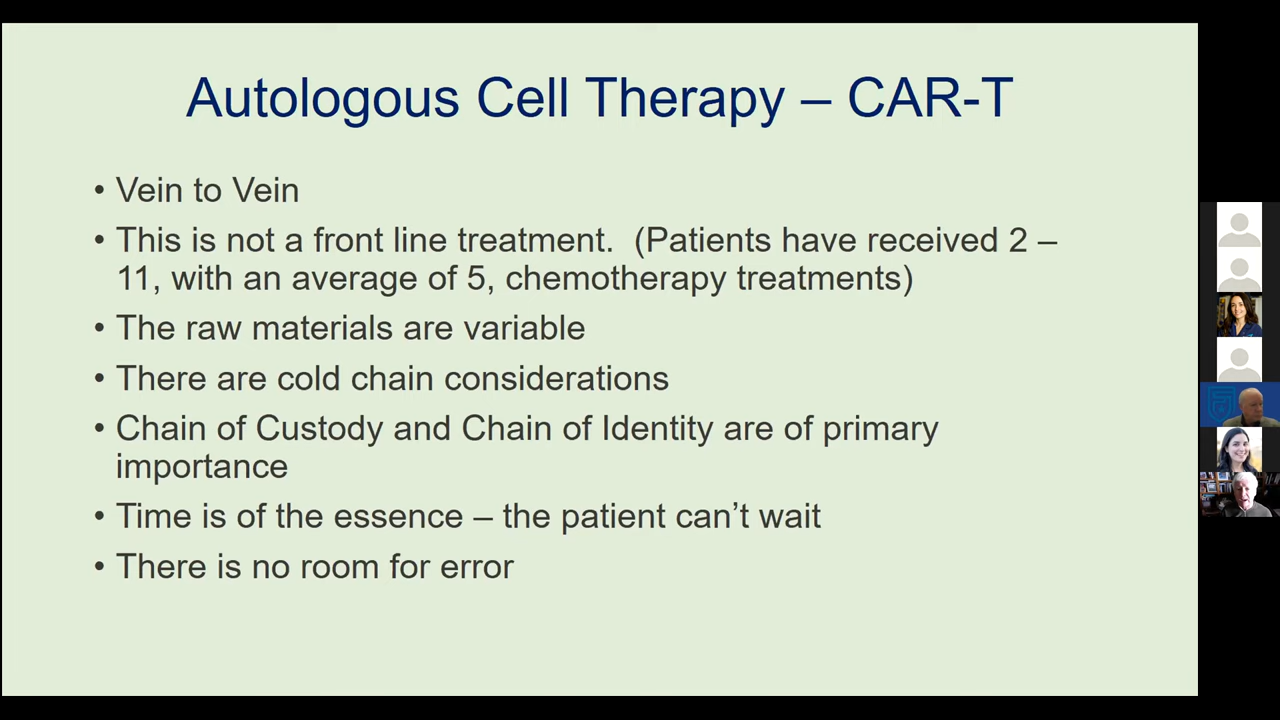 Autologous Cell Therapy – CAR-T
• Vein to Vein
• This is not a front line treatment.  (Patients have received 2 –
11, with an average of 5, chemotherapy treatments)
• The raw materials are variable
• There are cold chain considerations
• Chain of Custody and Chain of Identity are of primary
importance
• Time is of the essence – the patient can’t wait
• There is no room for error